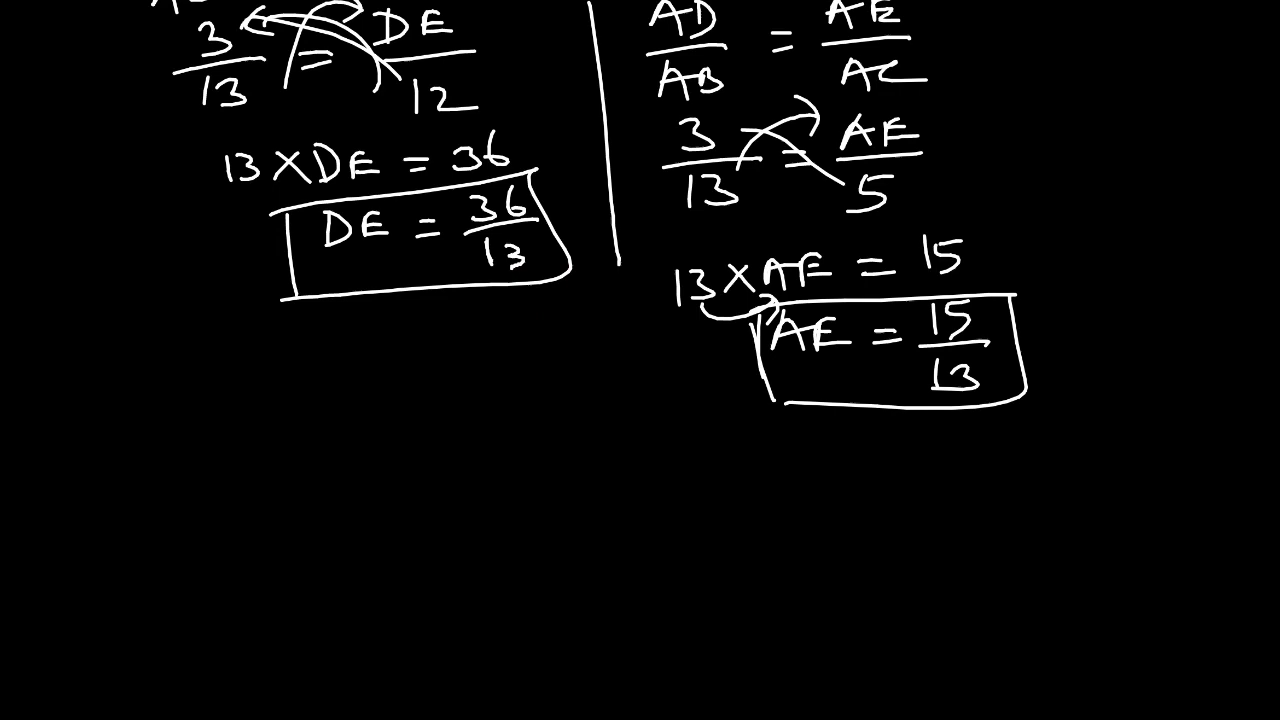 3/13 = DE/12
13 × DE = 36
DE = 36/13
AD/AB = AE/AC
3/13 = AE/5
13 × AE = 15
AE = 15/13